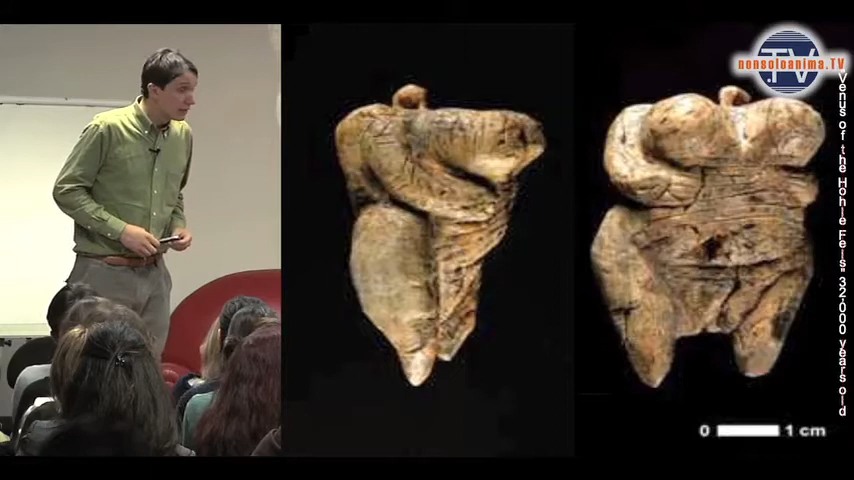 TV
nonsoloanima.TV
Venus of the Hohle Fels" 32.000 years old
0 1 cm